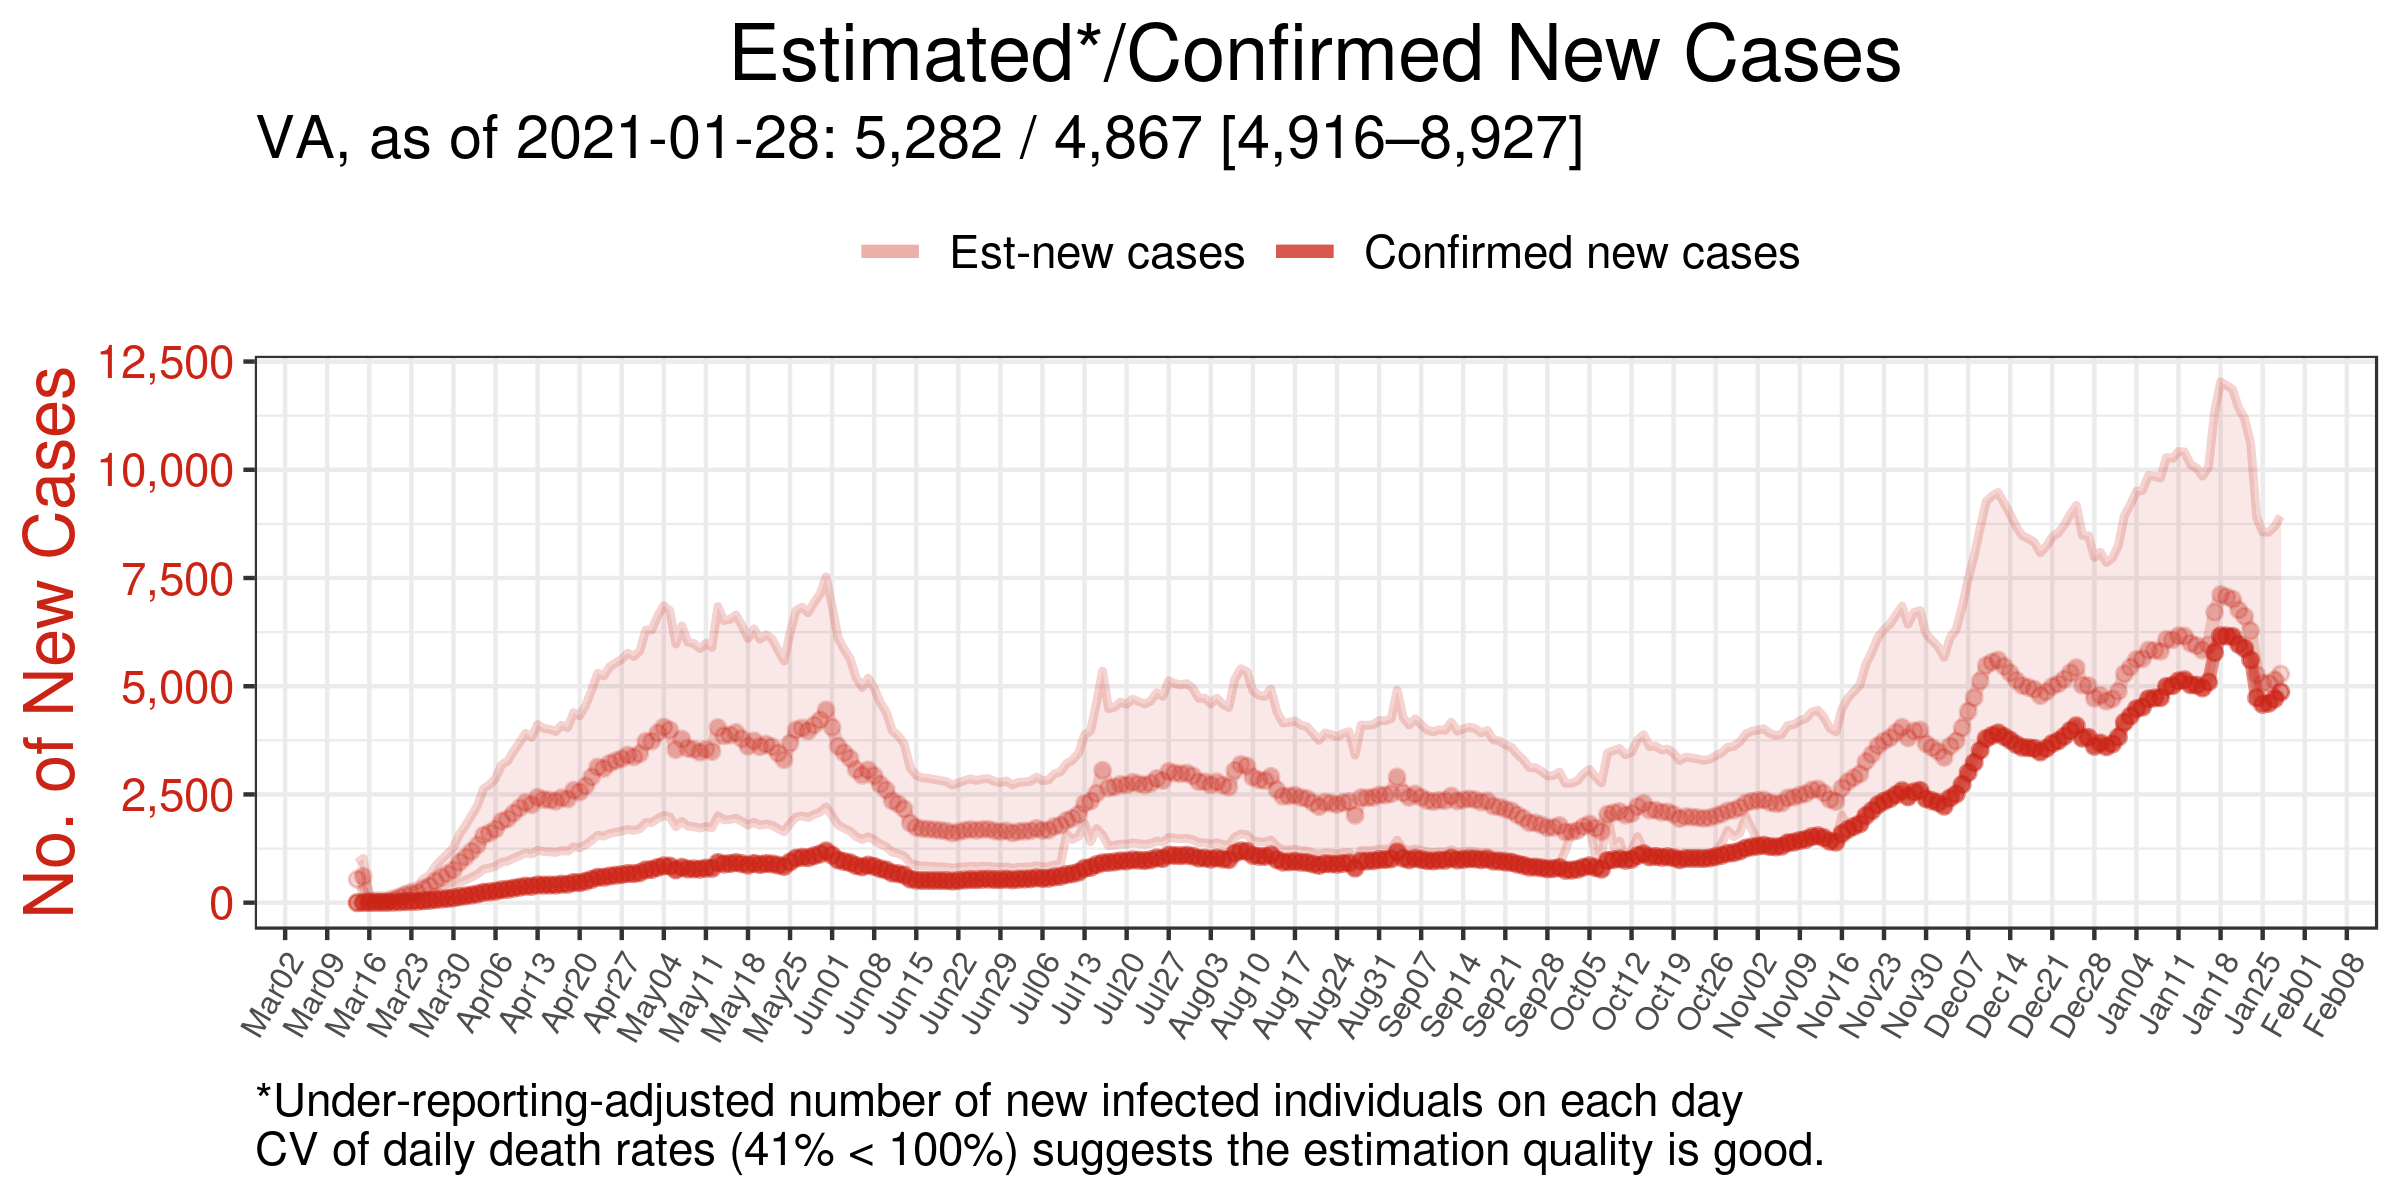 Estimated*/Confirmed New Cases
VA, as of 2021-01-28: 5,282 / 4,867 [4,916–8,927]
Est-new cases Confirmed new cases
No. of New Cases
12,500
10,000
7,500
5,000
2,500
0
Mar02 Mar09 Mar16 Mar23 Mar30 Apr06 Apr13 Apr20 Apr27 May04 May11 May18 May25 Jun01 Jun08 Jun15 Jun22 Jun29 Jul06 Jul13 Jul20 Jul27 Aug03 Aug10 Aug17 Aug24 Aug31 Sep07 Sep14 Sep21 Sep28 Oct05 Oct12 Oct19 Oct26 Nov02 Nov09 Nov16 Nov23 Nov30 Dec07 Dec14 Dec21 Dec28 Jan04 Jan11 Jan18 Jan25 Feb01 Feb08
*Under-reporting-adjusted number of new infected individuals on each day
CV of daily death rates (41% < 100%) suggests the estimation quality is good.